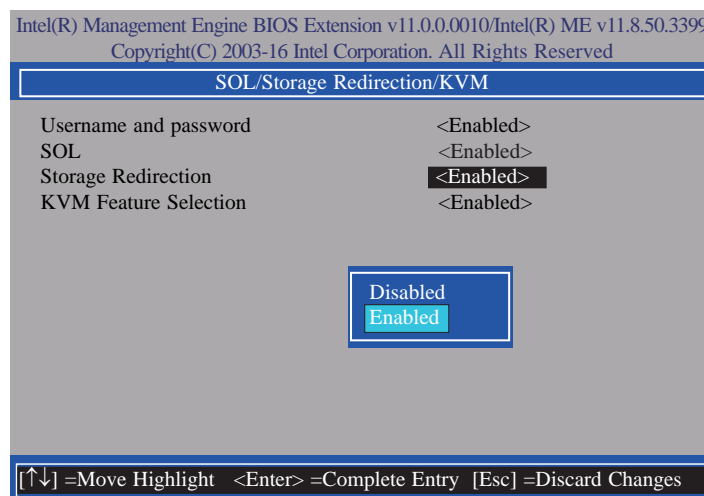 Intel(R) Management Engine BIOS Extension v11.0.0.0010/Intel(R) ME v11.8.50.3399
Copyright(C) 2003-16 Intel Corporation. All Rights Reserved
SOL/Storage Redirection/KVM
Username and password <Enabled>
SOL <Enabled>
Storage Redirection <Enabled>
KVM Feature Selection <Enabled>
Disabled
Enabled
[↑↓] =Move Highlight <Enter> =Complete Entry [Esc] =Discard Changes